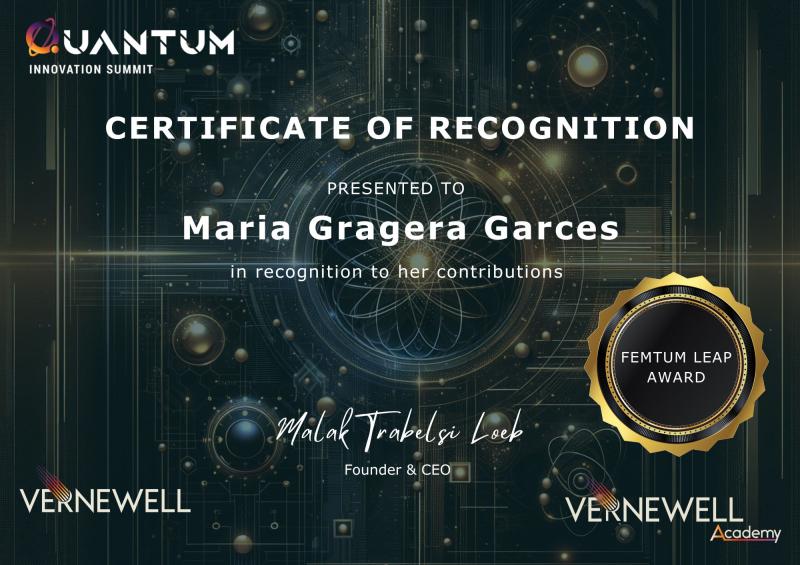 QUANTUM
INNOVATION SUMMIT
CERTIFICATE OF RECOGNITION
PRESENTED TO
Maria Gragera Garces
in recognition to her contributions
FEMTUM LEAP
AWARD
Malak Trabelsi Loeb
Founder & CEO
VERNEWELL
VERNEWELL
Academy